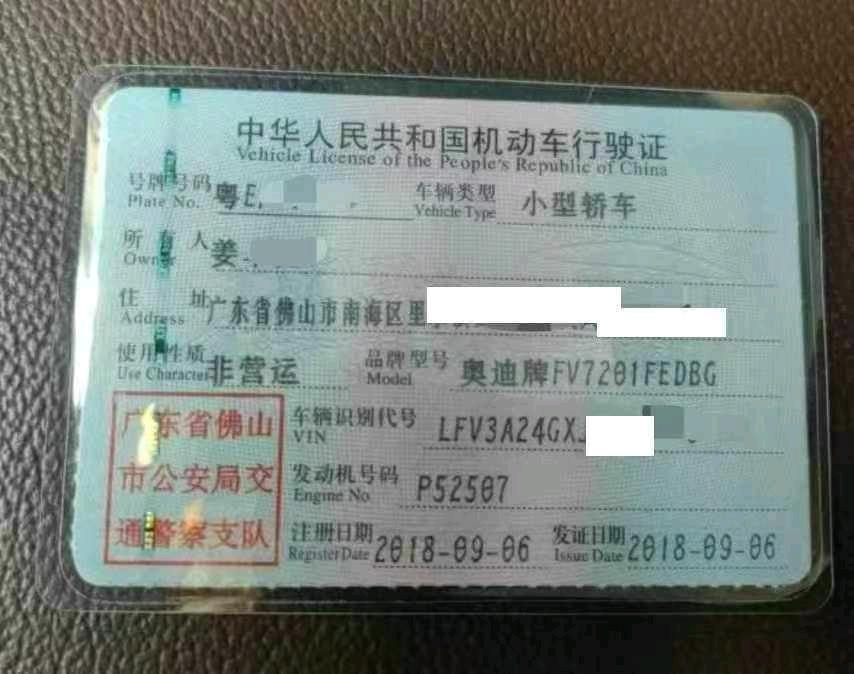 中华人民共和国机动车行驶证
Vehicle License of the People's Republic of China
号牌号码 粤E 车辆类型 小型轿车
Plate No. Vehicle Type
所有人 姜
Owner
住址 广东省佛山市南海区里
Address
使用性质 非营运 品牌型号 奥迪牌FV7201FEDBG
Use Character Model
车辆识别代号 LFV3A24GXJ
VIN
发动机号码 P52507
Engine No.
注册日期 2018-09-06 发证日期 2018-09-06
Register Date Issue Date
广东省佛山
市公安局交
通警察支队